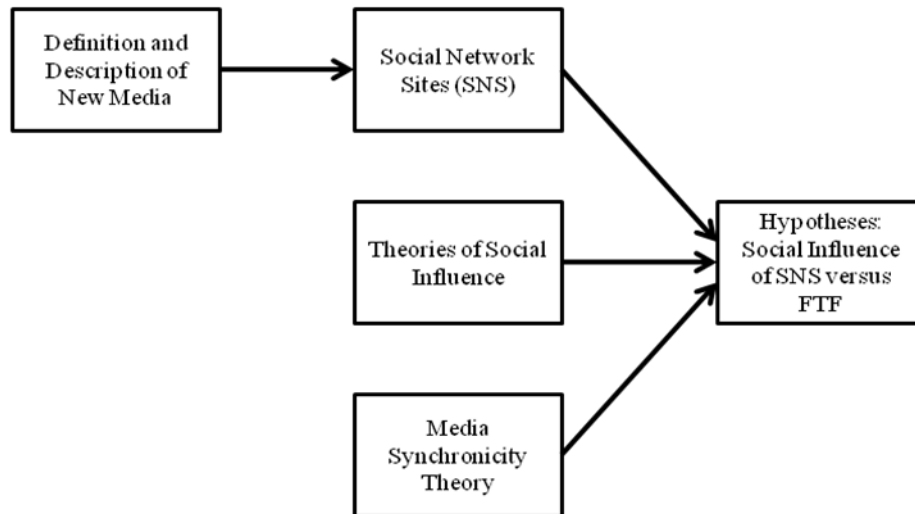 Definition and
Description of
New Media
Social Network
Sites (SNS)
Theories of Social
Influence
Hypotheses:
Social Influence
of SNS versus
FTF
Media
Synchronicity
Theory